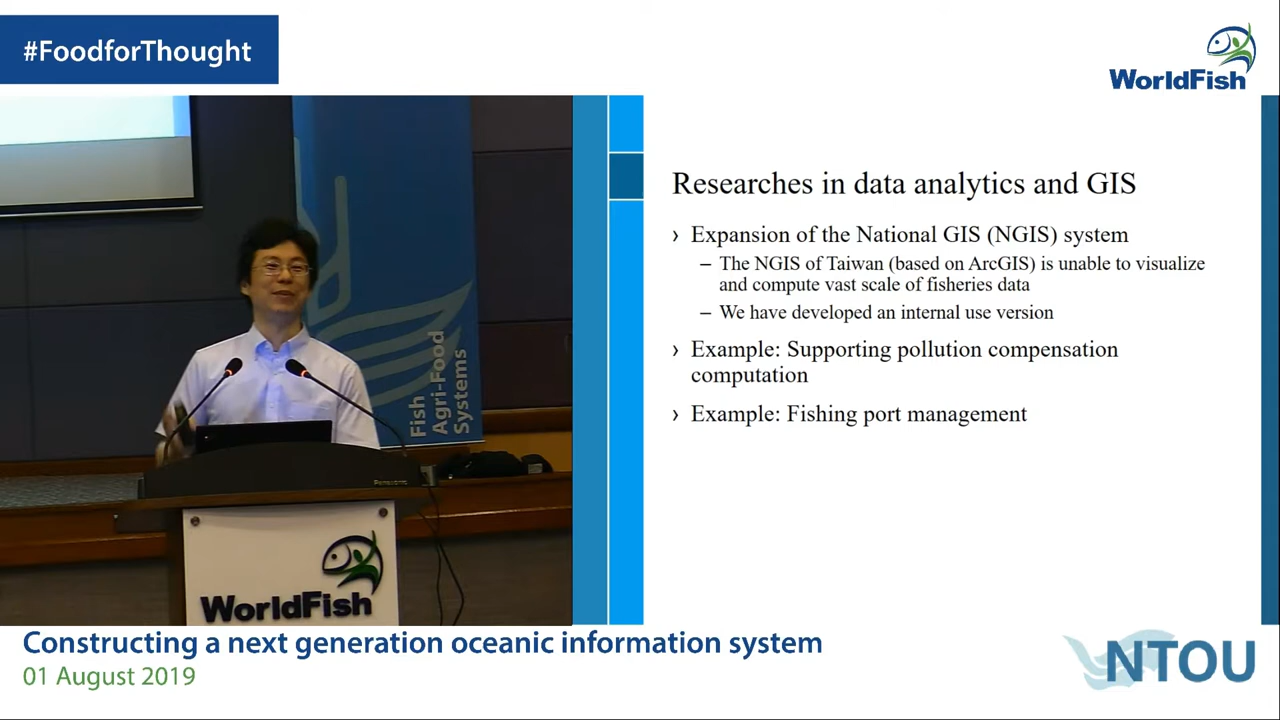 #FoodforThought
WorldFish
Researches in data analytics and GIS
› Expansion of the National GIS (NGIS) system
– The NGIS of Taiwan (based on ArcGIS) is unable to visualize
and compute vast scale of fisheries data
– We have developed an internal use version
› Example: Supporting pollution compensation
computation
› Example: Fishing port management
Fish
Agri-Food
Systems
Panasonic
WorldFish
Constructing a next generation oceanic information system
01 August 2019
NTOU